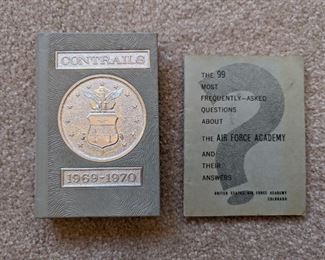 CONTRAILS
1969-1970
THE 99
MOST
FREQUENTLY-ASKED
QUESTIONS
ABOUT
THE AIR FORCE ACADEMY
AND
THEIR
ANSWERS
UNITED STATES AIR FORCE ACADEMY
COLORADO